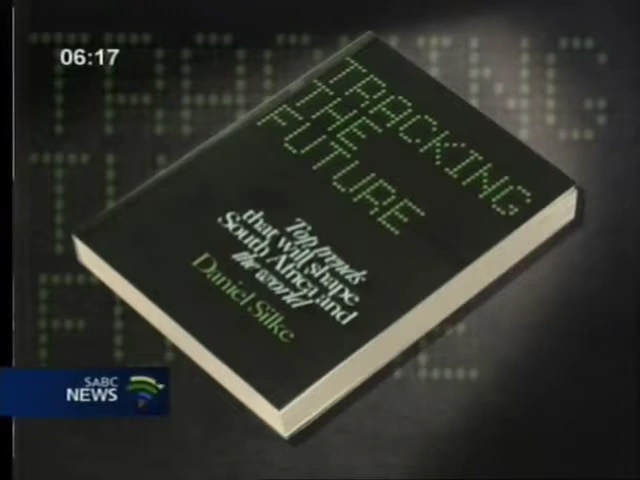 06:17
TRACKING
TRACKING
THE
FUTURE
Top trends
that will shape
South Africa and
the world
Daniel Silke
SABC
NEWS